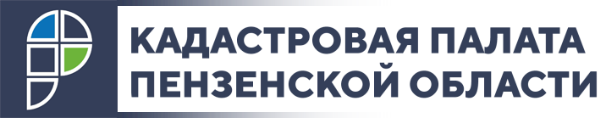 КАДАСТРОВАЯ ПАЛАТА
ПЕНЗЕНСКОЙ ОБЛАСТИ